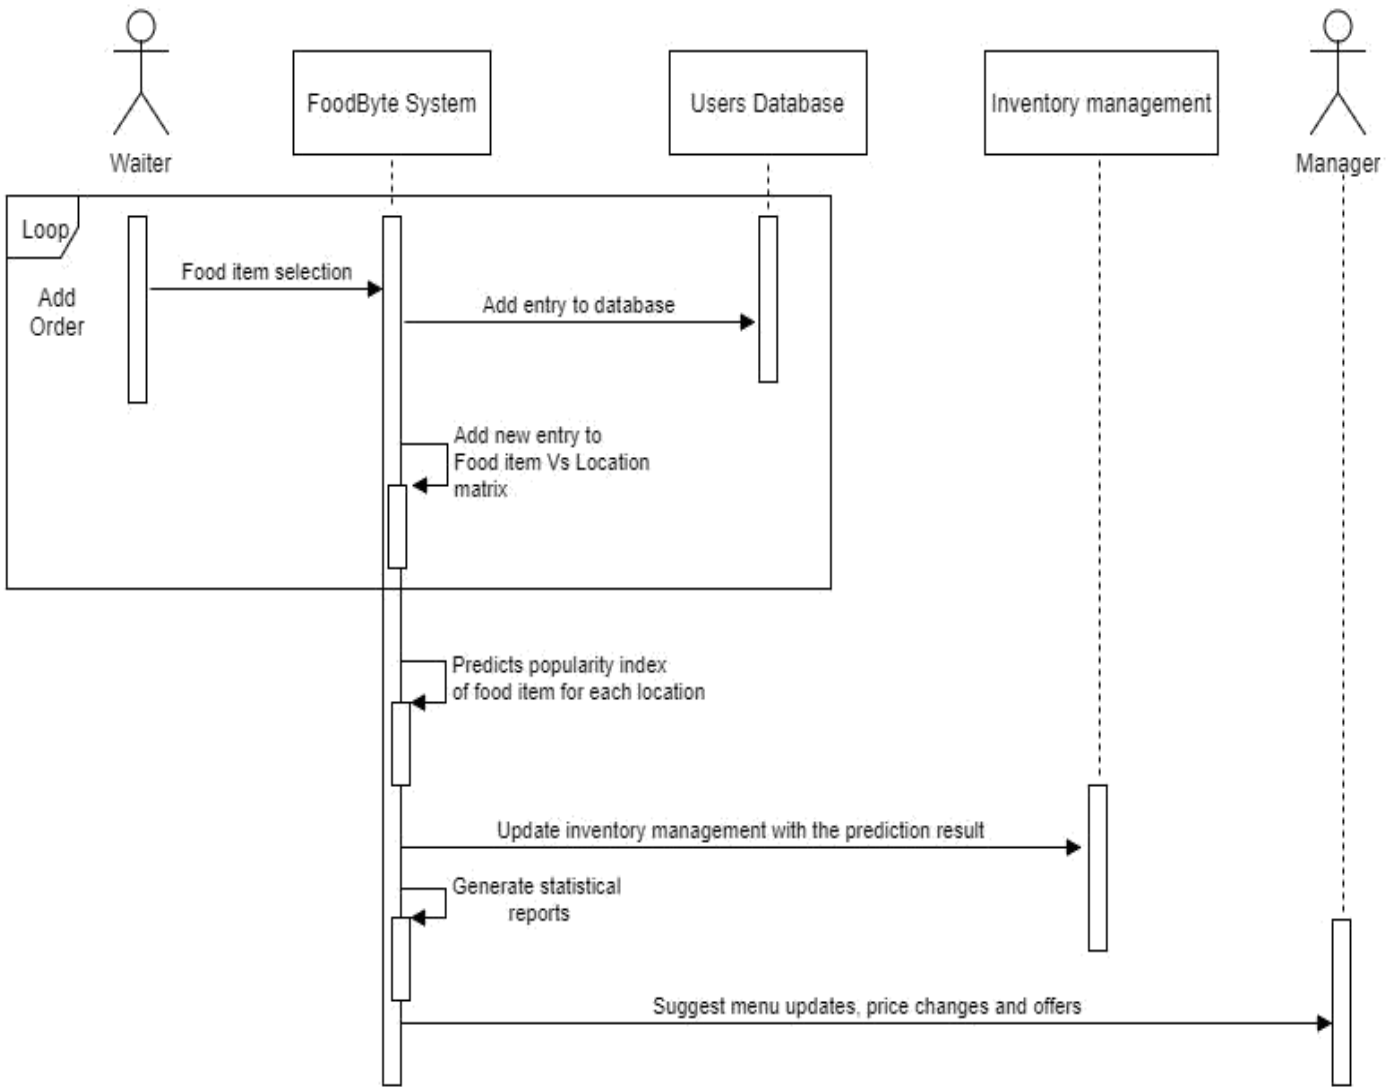 Waiter
FoodByte System
Users Database
Inventory management
Manager
Loop
Add
Order
Food item selection
Add entry to database
Add new entry to
Food item Vs Location
matrix
Predicts popularity index
of food item for each location
Update inventory management with the prediction result
Generate statistical
reports
Suggest menu updates, price changes and offers